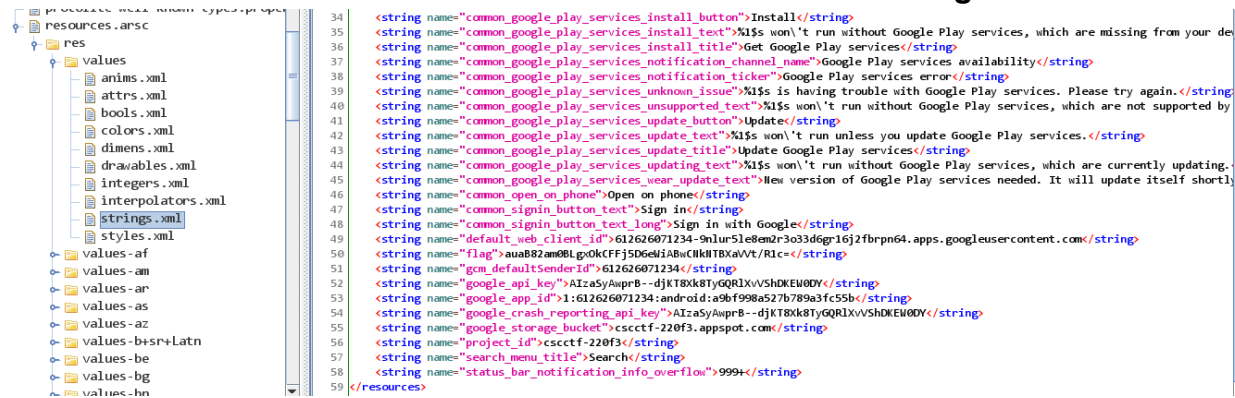 resources.arsc
res
values
anims.xml
attrs.xml
bools.xml
colors.xml
dimens.xml
drawables.xml
integers.xml
interpolators.xml
strings.xml
styles.xml
values-af
values-am
values-ar
values-as
values-az
values-b+sr+Latn
values-be
values-bg
values-bn
34 <string name="common_google_play_services_install_button">Install</string>
35 <string name="common_google_play_services_install_text">%1$s won\'t run without Google Play services, which are missing from your dev
36 <string name="common_google_play_services_install_title">Get Google Play services</string>
37 <string name="common_google_play_services_notification_channel_name">Google Play services availability</string>
38 <string name="common_google_play_services_notification_ticker">Google Play services error</string>
39 <string name="common_google_play_services_unknown_issue">%1$s is having trouble with Google Play services. Please try again.</string>
40 <string name="common_google_play_services_unsupported_text">%1$s won\'t run without Google Play services, which are not supported by
41 <string name="common_google_play_services_update_button">Update</string>
42 <string name="common_google_play_services_update_text">%1$s won\'t run unless you update Google Play services.</string>
43 <string name="common_google_play_services_update_title">Update Google Play services</string>
44 <string name="common_google_play_services_updating_text">%1$s won\'t run without Google Play services, which are currently updating.
45 <string name="common_google_play_services_wear_update_text">New version of Google Play services needed. It will update itself shortly
46 <string name="common_open_on_phone">Open on phone</string>
47 <string name="common_signin_button_text">Sign in</string>
48 <string name="common_signin_button_text_long">Sign in with Google</string>
49 <string name="default_web_client_id">612626071234-9nlur5le8em2r3o33d6gr16j2fbrpn64.apps.googleusercontent.com</string>
50 <string name="flag">auaB82am0BLgxOkCFFj5D6eWiABwCNkNTBXaVVt/R1c=</string>
51 <string name="gcm_defaultSenderId">612626071234</string>
52 <string name="google_api_key">AIzaSyAwprB--djKT8Xk8TyGQRlXvVShDKEW0DY</string>
53 <string name="google_app_id">1:612626071234:android:a9bf998a527b789a3fc55b</string>
54 <string name="google_crash_reporting_api_key">AIzaSyAwprB--djKT8Xk8TyGQRlXvVShDKEW0DY</string>
55 <string name="google_storage_bucket">cscctf-220f3.appspot.com</string>
56 <string name="project_id">cscctf-220f3</string>
57 <string name="search_menu_title">Search</string>
58 <string name="status_bar_notification_info_overflow">999+</string>
59 </resources>